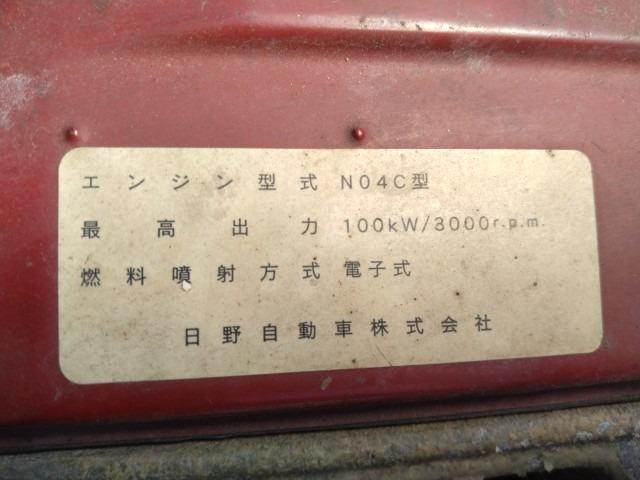 エンジン型式 N04C型
最高出力 100kW/3000r.p.m.
燃料噴射方式 電子式
日野自動車株式会社